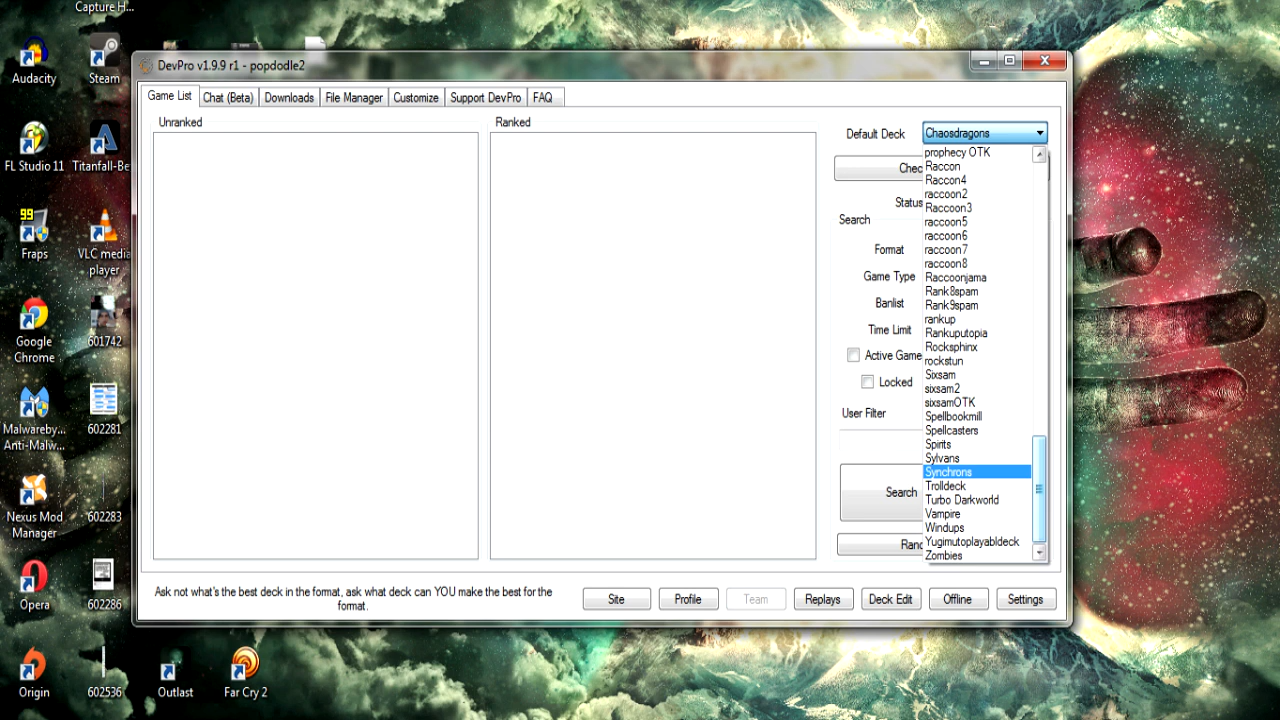 Capture H...
Audacity
Steam
FL Studio 11
Titanfall-Be
99
Fraps
VLC media
player
Google
Chrome
601742
Malwareby...
Anti-Malw...
602281
Nexus Mod
Manager
602283
Opera
602286
Origin
602536
Outlast
Far Cry 2
DevPro v1.9.9 r1 - popdodle2
Game List
Chat (Beta)
Downloads
File Manager
Customize
Support DevPro
FAQ
Unranked
Ranked
Default Deck
Chaosdragons
Chec
Status
Search
Format
Game Type
Banlist
Time Limit
Active Game
Locked
User Filter
Search
Ranc
prophecy OTK
Raccon
Raccon4
raccoon2
Raccoon3
raccoon5
raccoon6
raccoon7
raccoon8
Raccoonjama
Rank8spam
Rank9spam
rankup
Rankuputopia
Rocksphinx
rockstun
Sixsam
sixsam2
sixsamOTK
Spellbookmill
Spellcasters
Spirits
Sylvans
Synchrons
Trolldeck
Turbo Darkworld
Vampire
Windups
Yugimutoplayabldeck
Zombies
Ask not what's the best deck in the format, ask what deck can YOU make the best for the
format.
Site
Profile
Team
Replays
Deck Edit
Offline
Settings